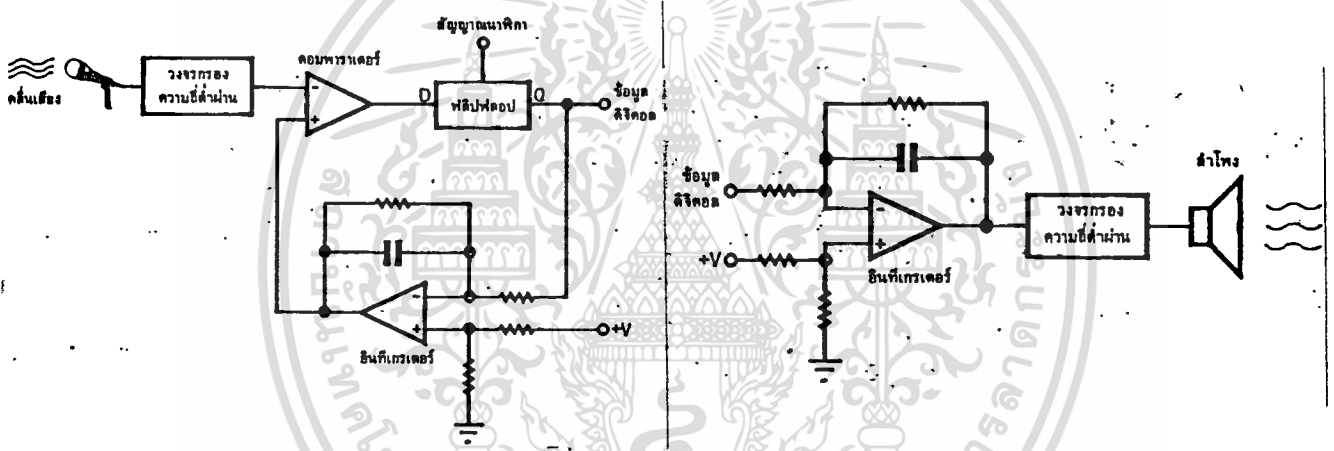 สัญญาณนาฬิกา
คอมพาราเตอร์
คลื่นเสียง
วงจรกรอง
ความถี่ต่ำผ่าน
-
+
D
ฟลิปฟลอป
Q
ข้อมูล
ดิจิตอล
-
+
+V
อินทีเกรเตอร์
ข้อมูล
ดิจิตอล
+V
-
+
อินทีเกรเตอร์
วงจรกรอง
ความถี่ต่ำผ่าน
ลำโพง